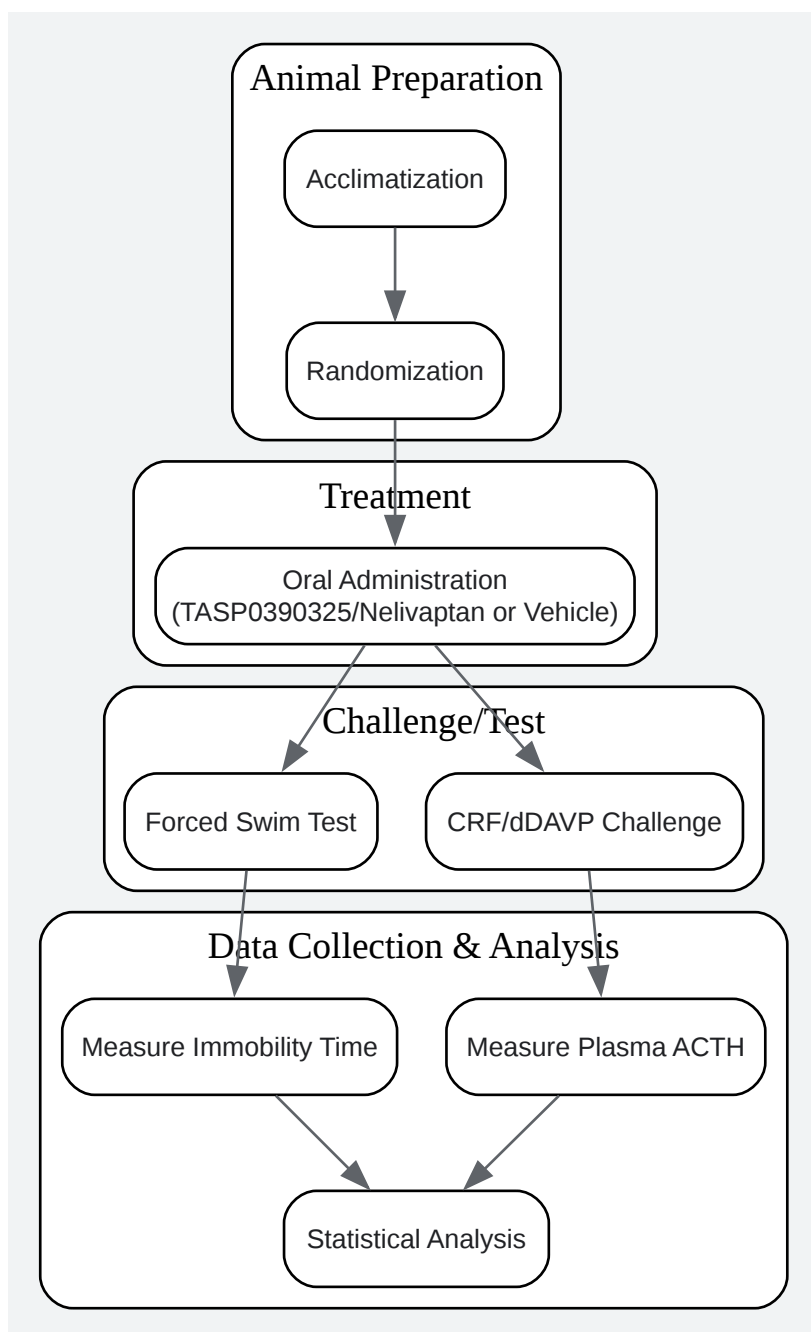 Animal Preparation
Acclimatization
Randomization
Treatment
Oral Administration
(TASP0390325/Nelivaptan or Vehicle)
Challenge/Test
Forced Swim Test
CRF/dDAVP Challenge
Data Collection & Analysis
Measure Immobility Time
Measure Plasma ACTH
Statistical Analysis